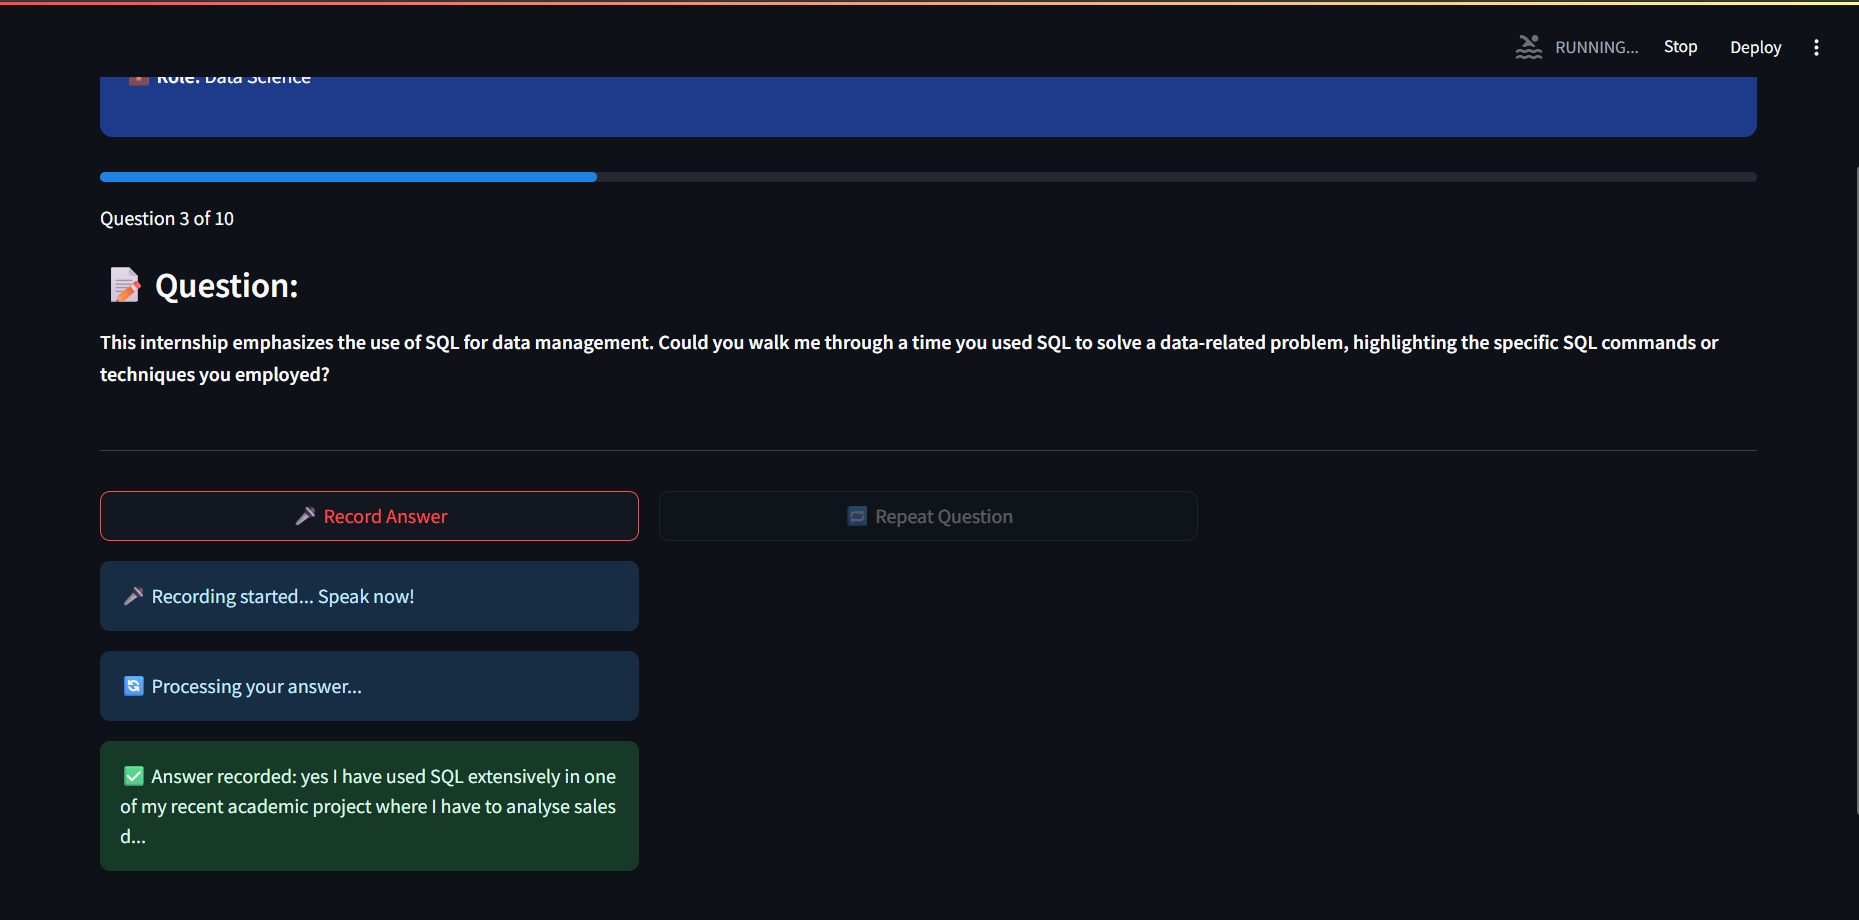 RUNNING...
Stop
Deploy
Role: Data Science
Question 3 of 10
Question:
This internship emphasizes the use of SQL for data management. Could you walk me through a time you used SQL to solve a data-related problem, highlighting the specific SQL commands or
techniques you employed?
Record Answer
Repeat Question
Recording started... Speak now!
Processing your answer...
Answer recorded: yes I have used SQL extensively in one
of my recent academic project where I have to analyse sales
d...